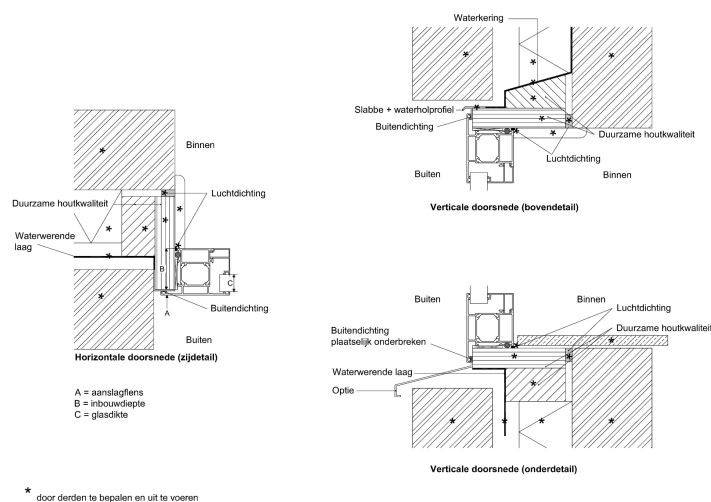 Binnen
Luchtdichting
Duurzame houtkwaliteit
Waterwerende
laag
B
C
A
Buitendichting
Buiten
Horizontale doorsnede (zijdetail)
A = aanslagflens
B = inbouwdiepte
C = glasdikte
* door derden te bepalen en uit te voeren
Waterkering
Slabbe + waterholprofiel
Buitendichting
Duurzame houtkwaliteit
Luchtdichting
Buiten
Binnen
Verticale doorsnede (bovendetail)
Buiten
Binnen
Luchtdichting
Duurzame houtkwaliteit
Buitendichting
plaatselijk onderbreken
Waterwerende laag
Optie
Verticale doorsnede (onderdetail)